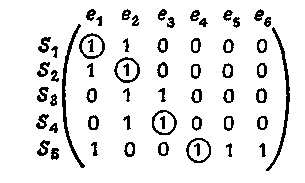 e₁ e₂ e₃ e₄ e₅ e₆
S₁ 1 1 0 0 0 0
S₂ 1 1 0 0 0 0
S₃ 0 1 1 0 0 0
S₄ 0 1 1 0 0 0
S₅ 1 0 0 1 1 1